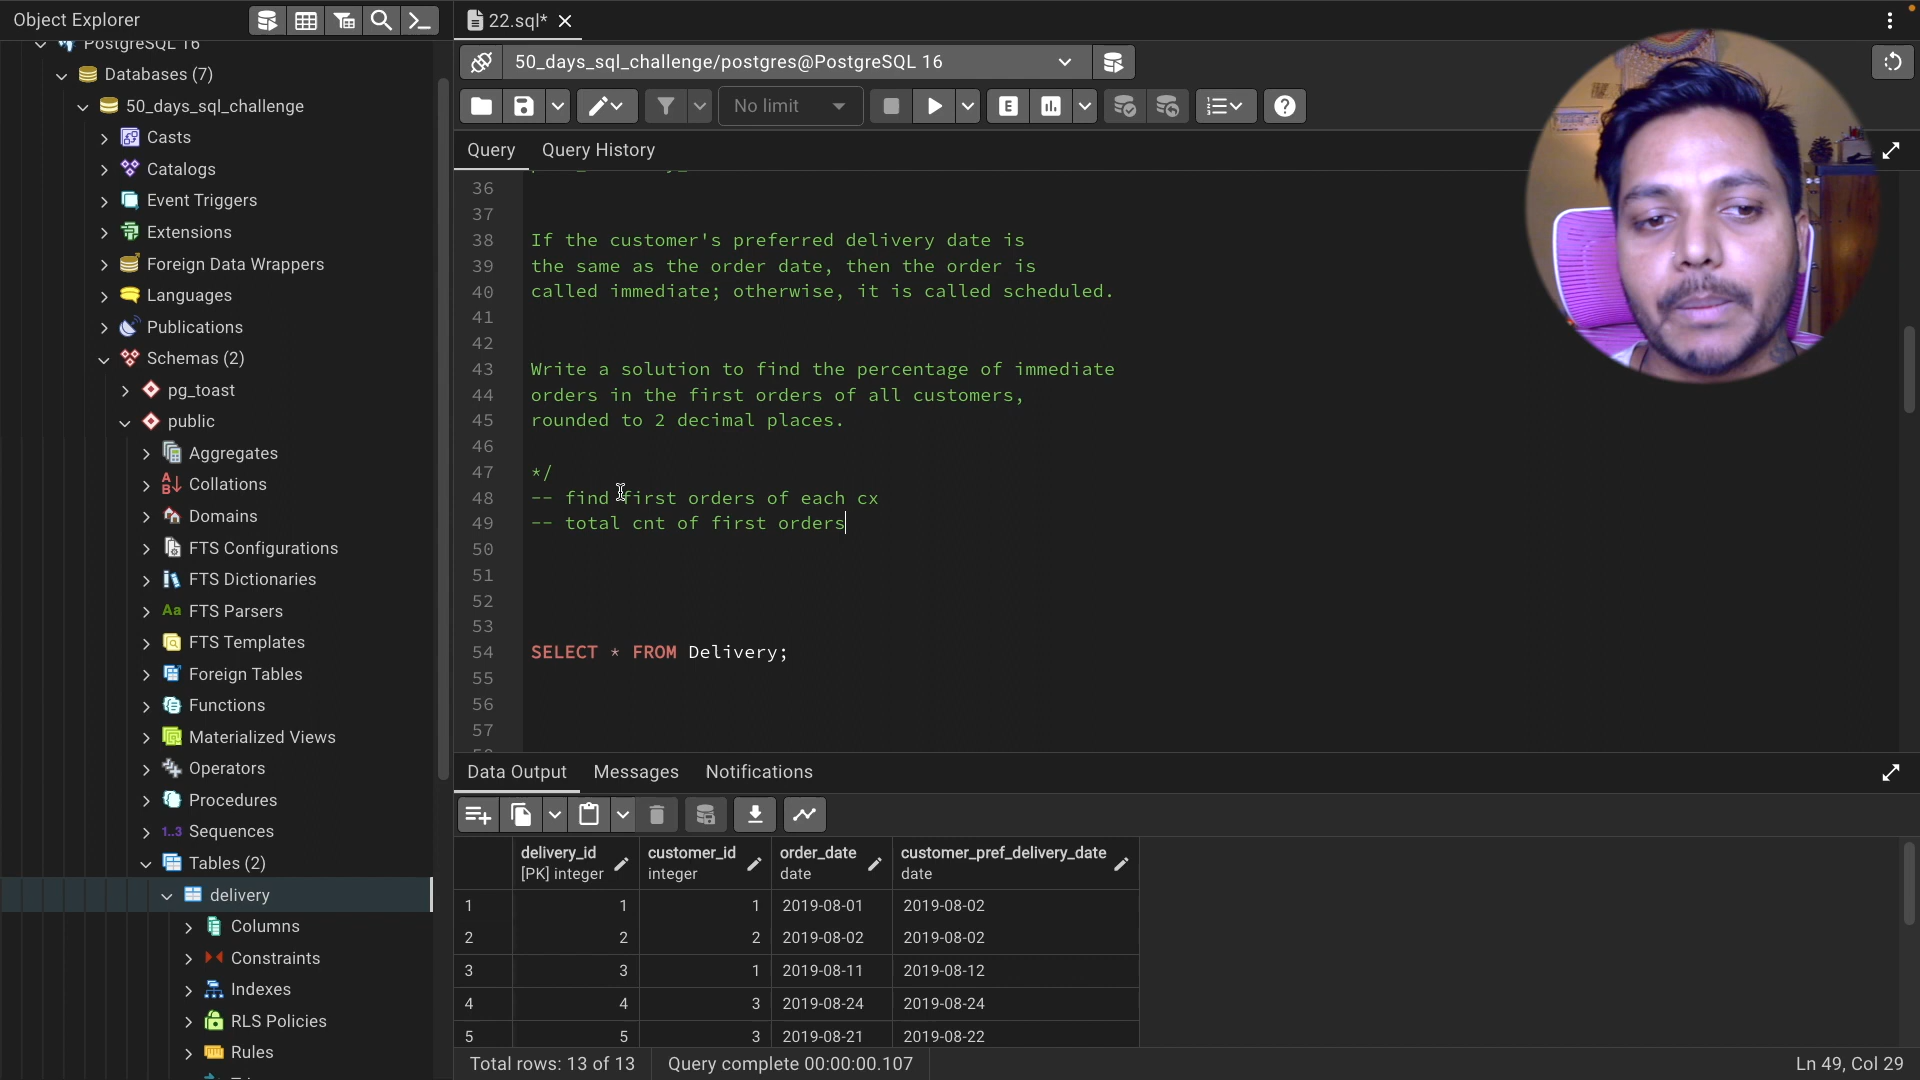 Object Explorer
PostgreSQL 16
Databases (7)
50_days_sql_challenge
Casts
Catalogs
Event Triggers
Extensions
Foreign Data Wrappers
Languages
Publications
Schemas (2)
pg_toast
public
Aggregates
Collations
Domains
FTS Configurations
FTS Dictionaries
FTS Parsers
FTS Templates
Foreign Tables
Functions
Materialized Views
Operators
Procedures
1..3 Sequences
Tables (2)
delivery
Columns
Constraints
Indexes
RLS Policies
Rules
22.sql*
50_days_sql_challenge/postgres@PostgreSQL 16
No limit
Query Query History
36
37
38 If the customer's preferred delivery date is
39 the same as the order date, then the order is
40 called immediate; otherwise, it is called scheduled.
41
42
43 Write a solution to find the percentage of immediate
44 orders in the first orders of all customers,
45 rounded to 2 decimal places.
46
47 */
48 -- find first orders of each cx
49 -- total cnt of first orders
50
51
52
53
54 SELECT * FROM Delivery;
55
56
57
Data Output Messages Notifications
delivery_id customer_id order_date customer_pref_delivery_date
[PK] integer integer date date
1 1 1 2019-08-01 2019-08-02
2 2 2 2019-08-02 2019-08-02
3 3 1 2019-08-11 2019-08-12
4 4 3 2019-08-24 2019-08-24
5 5 3 2019-08-21 2019-08-22
Total rows: 13 of 13 Query complete 00:00:00.107 Ln 49, Col 29